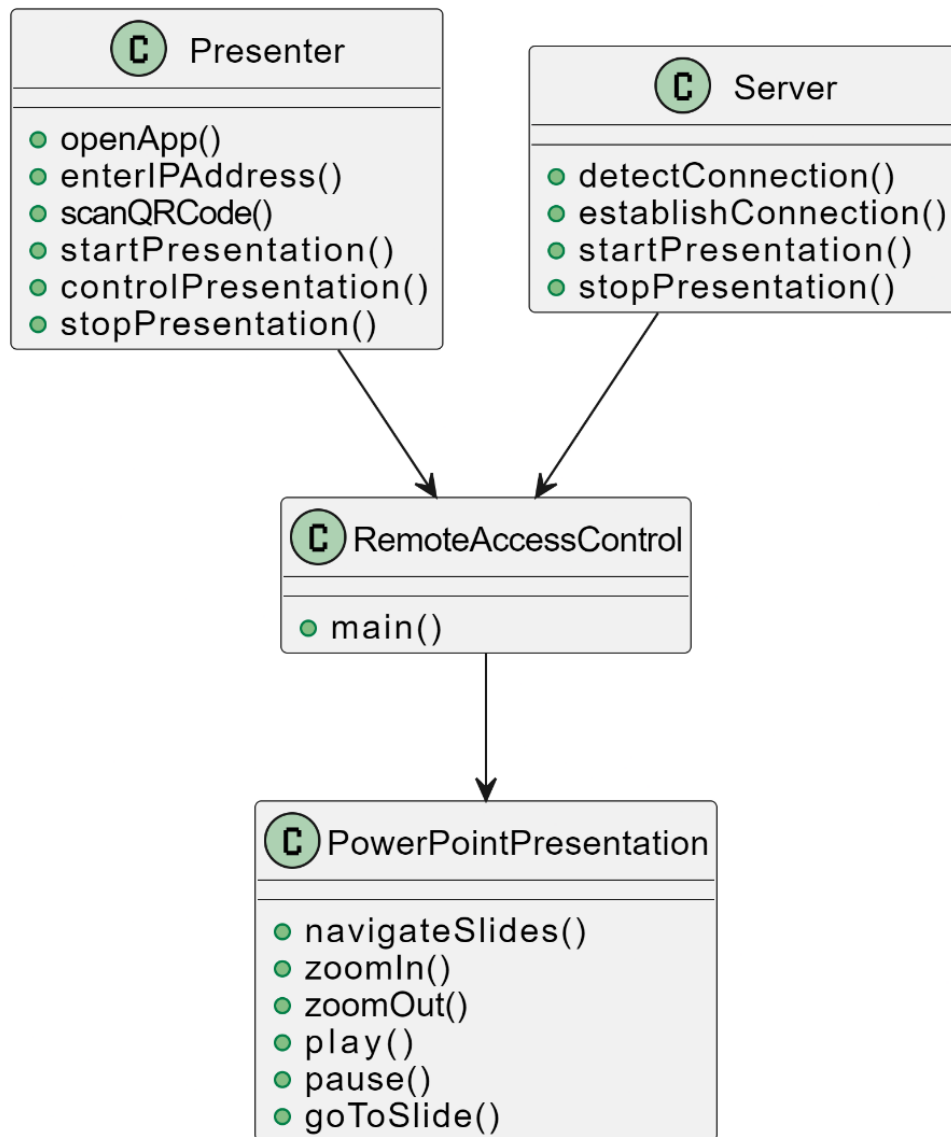 C Presenter
openApp()
enterIPAddress()
scanQRCode()
startPresentation()
controlPresentation()
stopPresentation()
C Server
detectConnection()
establishConnection()
startPresentation()
stopPresentation()
C RemoteAccessControl
main()
C PowerPointPresentation
navigateSlides()
zoomIn()
zoomOut()
play()
pause()
goToSlide()